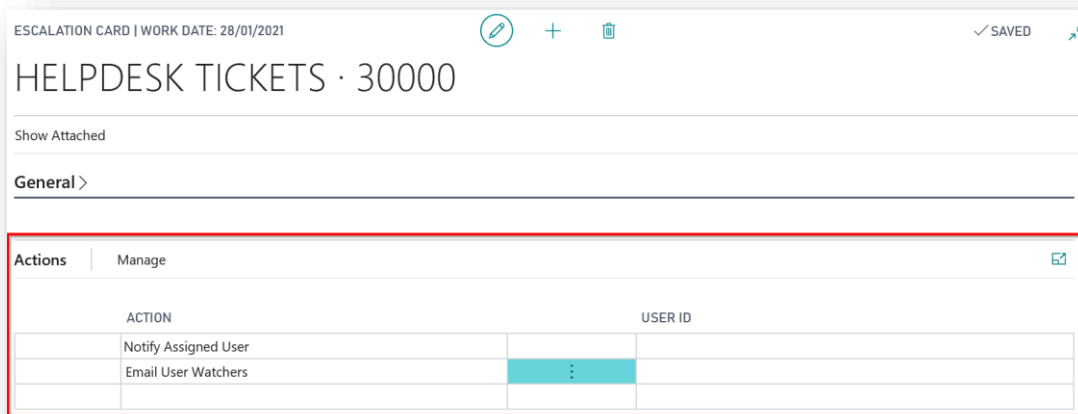 ESCALATION CARD | WORK DATE: 28/01/2021
✓ SAVED
HELPDESK TICKETS · 30000
Show Attached
General >
Actions | Manage
ACTION USER ID
Notify Assigned User
Email User Watchers